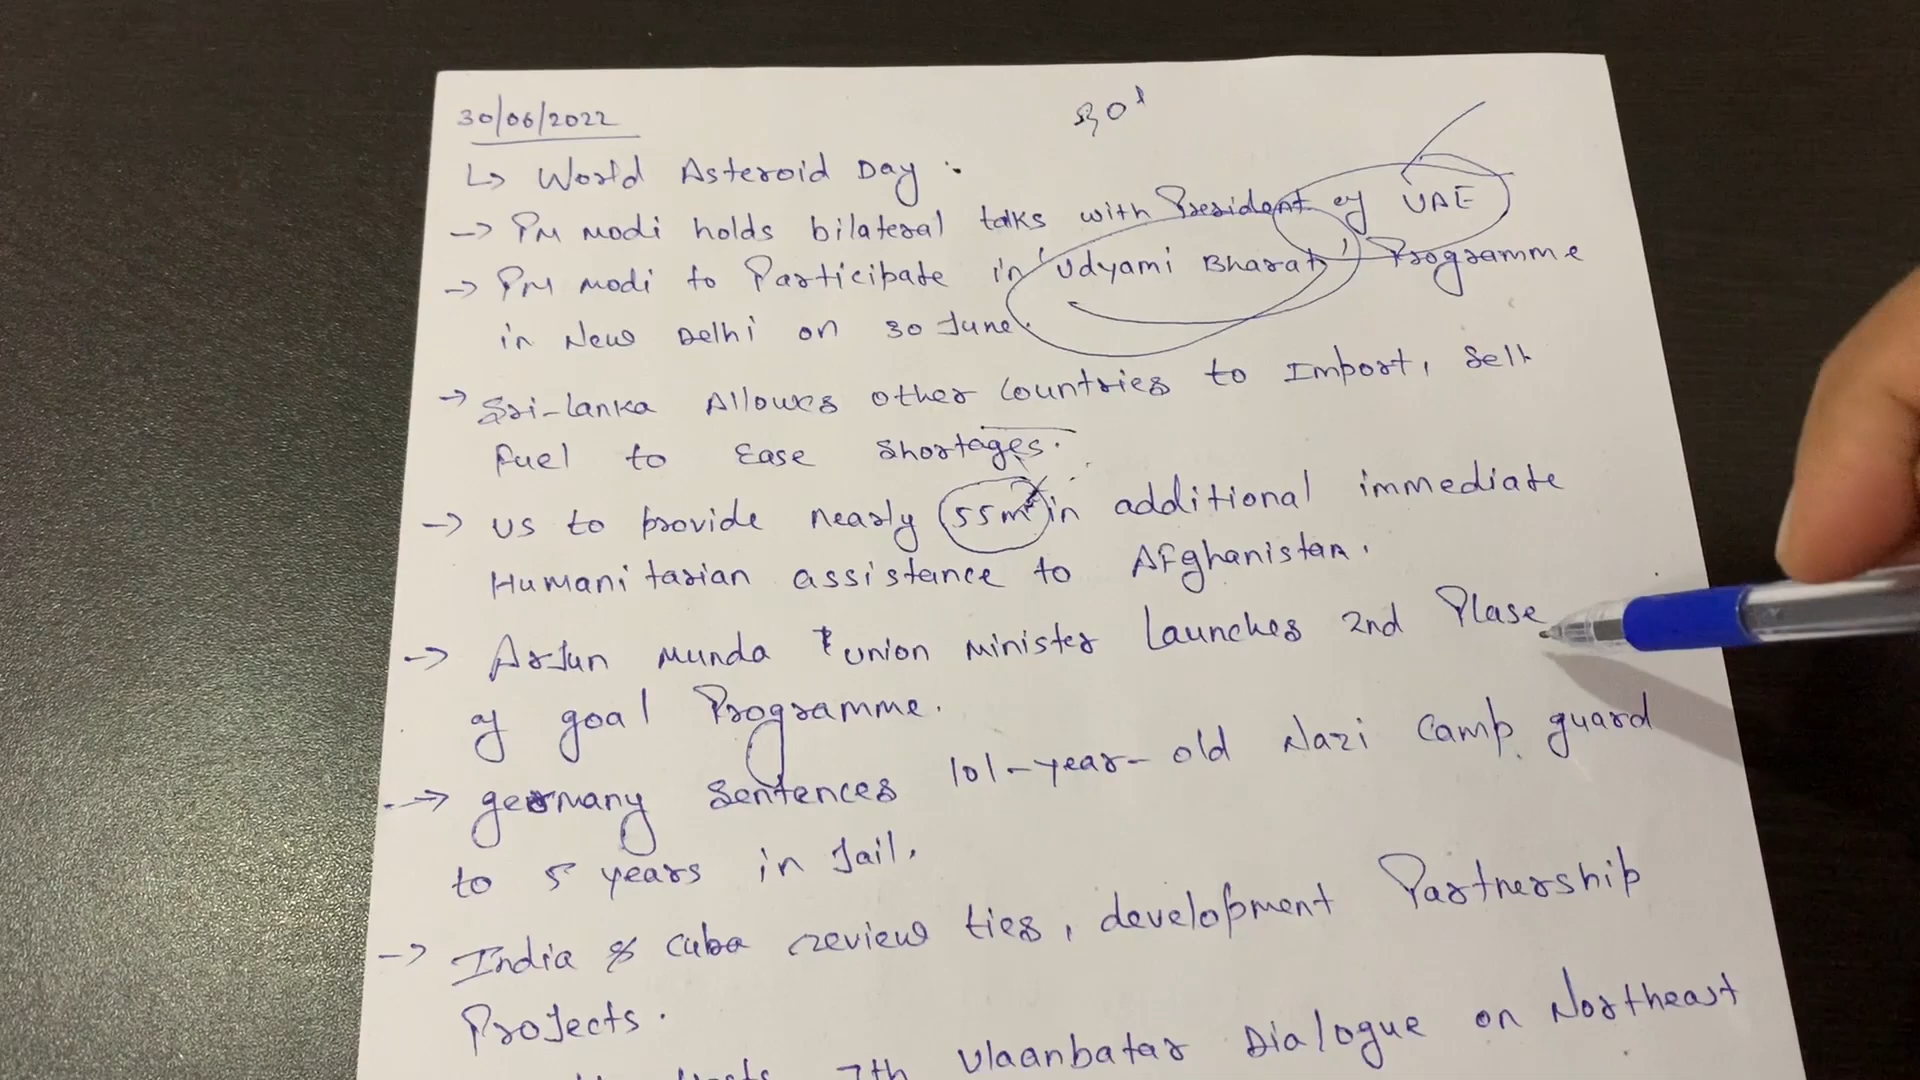 30/06/2022
↳ World Asteroid Day :
→ PM modi holds bilateral talks with President of UAE
→ PM modi to Participate in 'Udyami Bharat' Programme
in New Delhi on 30 June.
→ Sri-lanka Allowes other Countries to Import, Sell
fuel to Ease Shortages.
→ US to provide nearly 55m in additional immediate
Humanitarian assistence to Afghanistan.
→ Arjun Munda union minister Launches 2nd Plase
of goal Programme.
→ germany Sentences 101-year-old Nazi Camp guard
to 5 years in Jail.
→ India & Cuba review ties, development Partnership
Projects.
7th Ulaanbatar Dialogue on Northeast